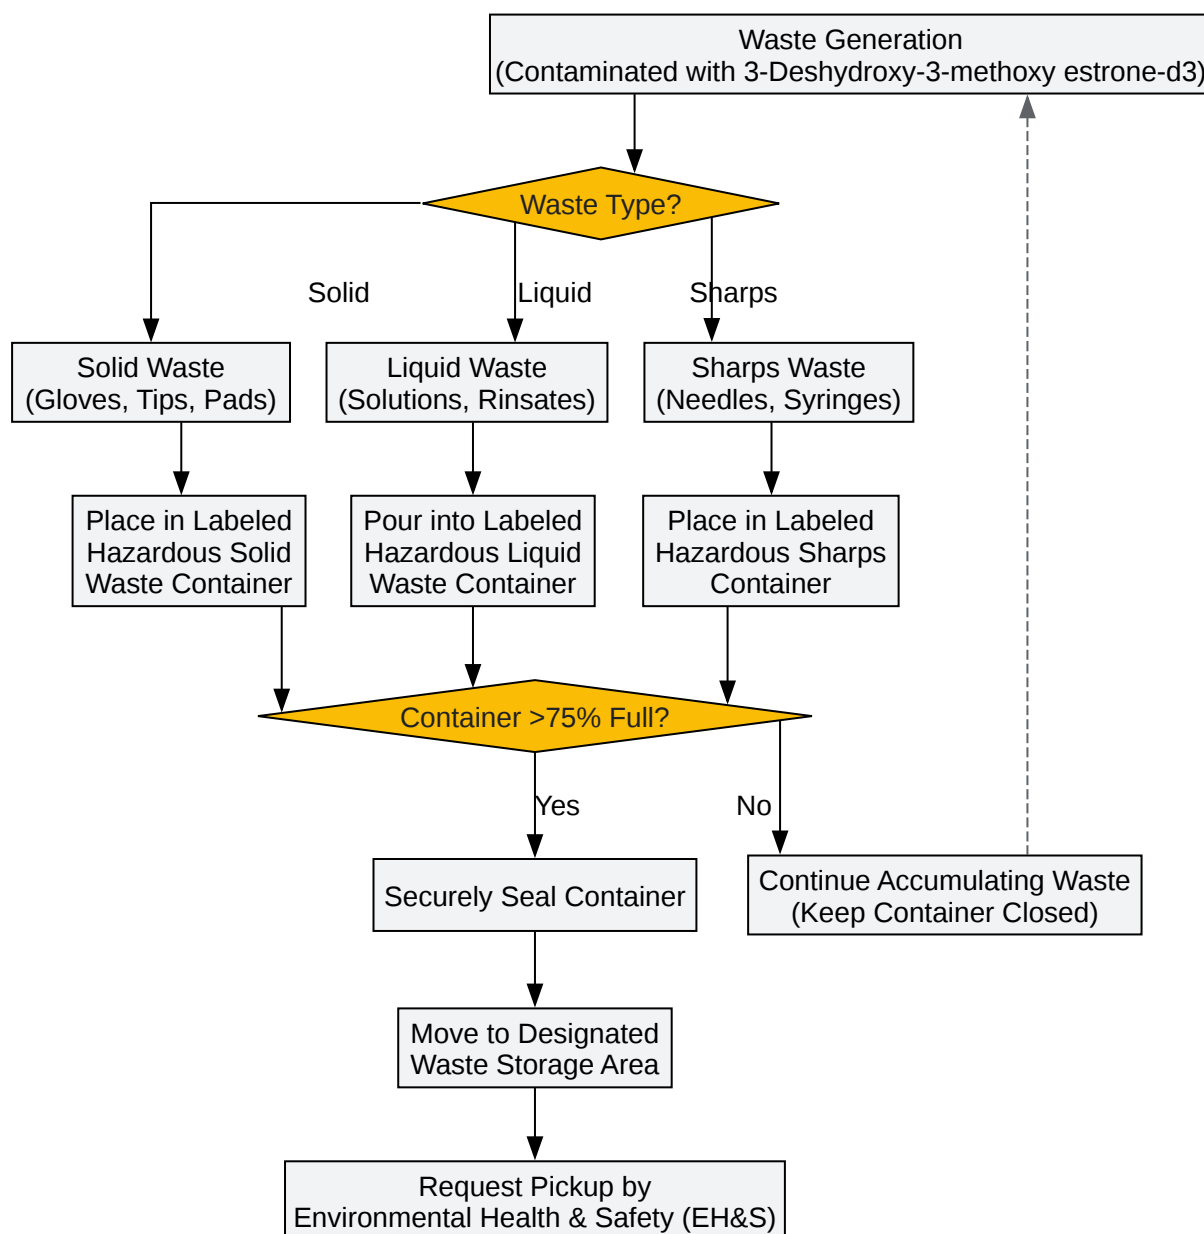 Waste Generation
(Contaminated with 3-Deshydroxy-3-methoxy estrone-d3)
Waste Type?
Solid
Liquid
Sharps
Solid Waste
(Gloves, Tips, Pads)
Liquid Waste
(Solutions, Rinsates)
Sharps Waste
(Needles, Syringes)
Place in Labeled
Hazardous Solid
Waste Container
Pour into Labeled
Hazardous Liquid
Waste Container
Place in Labeled
Hazardous Sharps
Container
Container >75% Full?
Yes
No
Securely Seal Container
Continue Accumulating Waste
(Keep Container Closed)
Move to Designated
Waste Storage Area
Request Pickup by
Environmental Health & Safety (EH&S)